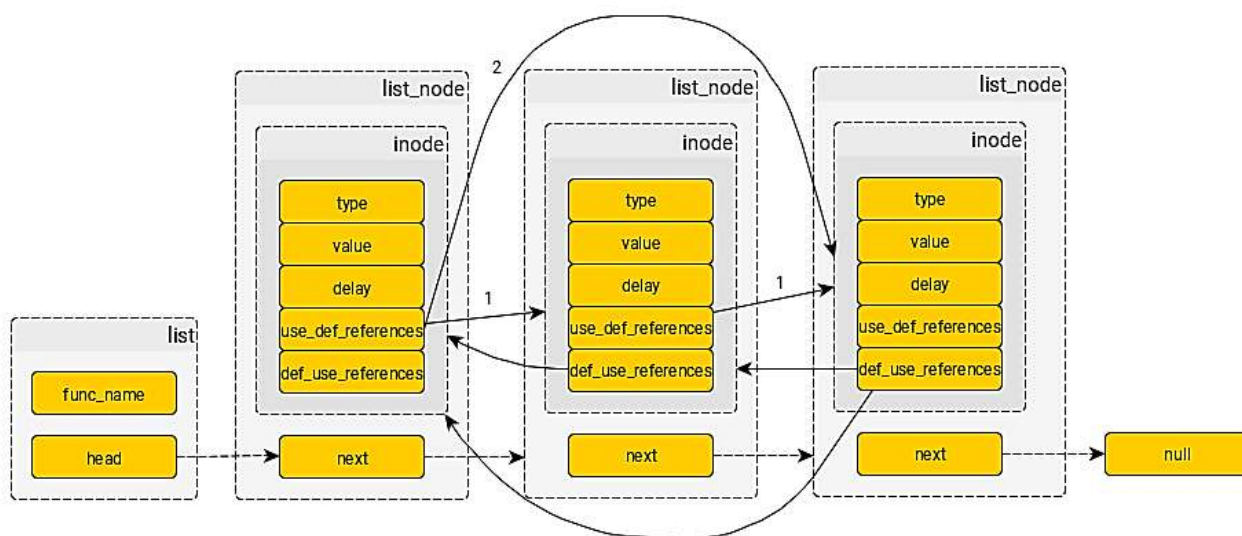 2
list_node
list_node
list_node
inode
inode
inode
type
value
delay
use_def_references
def_use_references
1
type
value
delay
use_def_references
def_use_references
1
type
value
delay
use_def_references
def_use_references
list
func_name
head
next
next
next
null